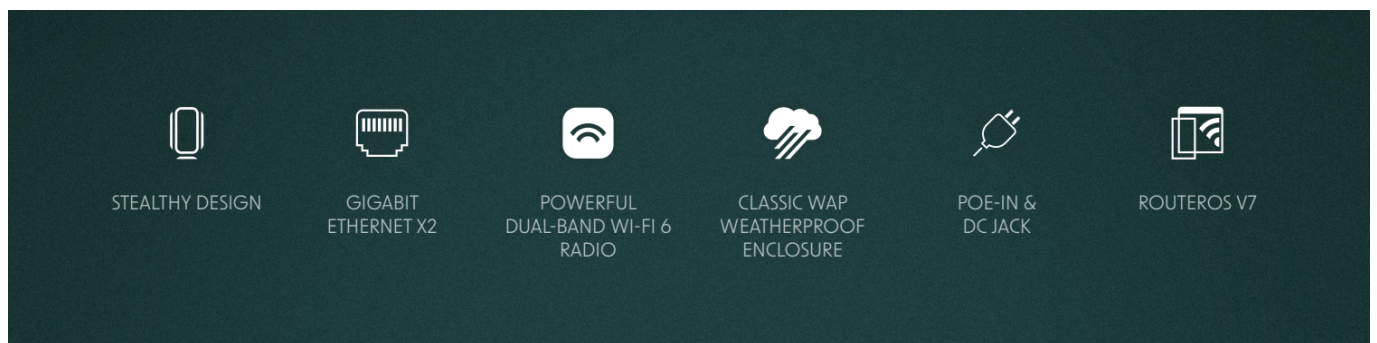 STEALTHY DESIGN
GIGABIT
ETHERNET X2
POWERFUL
DUAL-BAND WI-FI 6
RADIO
CLASSIC WAP
WEATHERPROOF
ENCLOSURE
POE-IN &
DC JACK
ROUTEROS V7